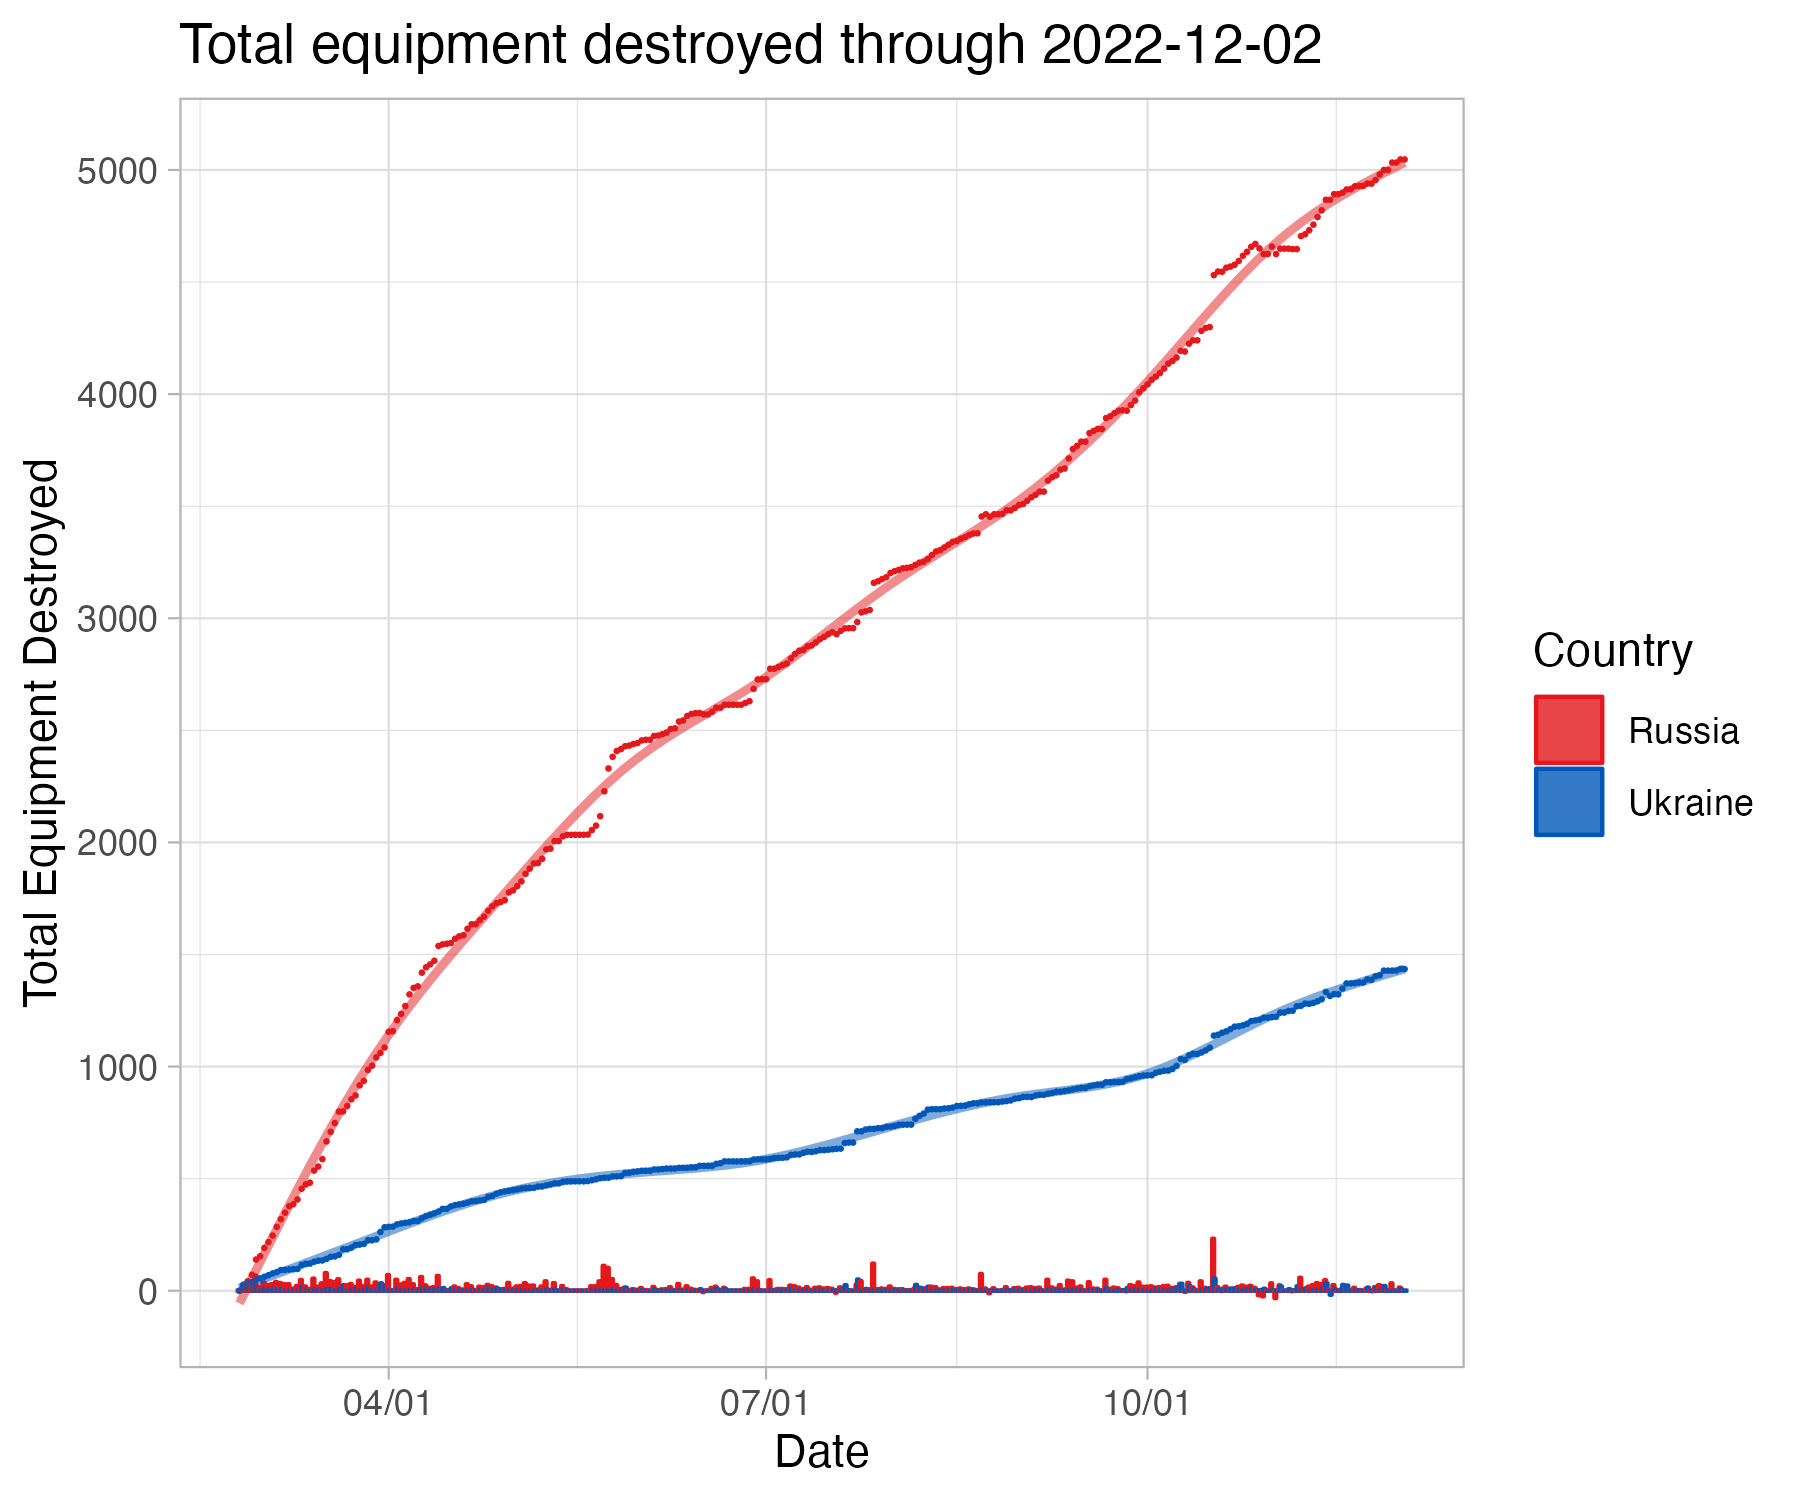 Total equipment destroyed through 2022-12-02
Total Equipment Destroyed
5000
4000
3000
2000
1000
0
04/01
07/01
10/01
Date
Country
Russia
Ukraine